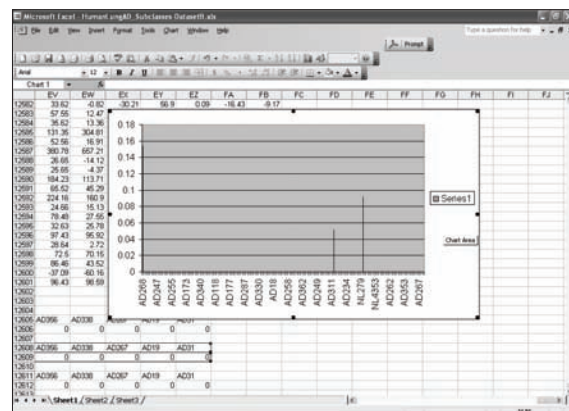 Microsoft Excel - HumanLungAD_Subclasses DatasetB.xls
File Edit View Insert Format Tools Chart Window Help
Type a question for help
Prompt
Arial 12 B I U
Chart 1 fx
EV EW EX EY EZ FA FB FC FD FE FF FG FH FI FJ
12582 33.62 -0.82 -30.21 56.9 0.09 -16.43 -9.17
12583 57.55 12.47
12584 35.62 13.36
12585 131.35 304.81
12586 52.56 16.91
12587 380.78 657.21
12588 26.65 -14.12
12589 25.65 -4.37
12590 184.23 113.71
12591 65.52 45.29
12592 224.16 160.9
12593 24.66 15.13
12594 78.48 27.55
12595 32.63 25.78
12596 97.43 95.92
12597 28.64 2.72
12598 72.5 70.15
12599 86.46 43.52
12600 -37.09 -60.16
12601 96.43 98.59
12602
12603
12604
12605 AD356 AD338 AD19 AD31
12606 0 0 0 0 0
12607
12608 AD356 AD338 AD267 AD19 AD31
12609 0 0 0 0 0
12610
12611 AD356 AD338 AD267 AD19 AD31
12612 0 0 0 0 0
0.18
0.16
0.14
0.12
0.1
0.08
0.06
0.04
0.02
0
AD268 AD247 AD255 AD173 AD340 AD118 AD177 AD287 AD330 AD18 AD258 AD362 AD249 AD311 AD234 NL279 NL4353 AD262 AD353 AD267
Series1
Chart Area
Sheet1 / Sheet2 / Sheet3